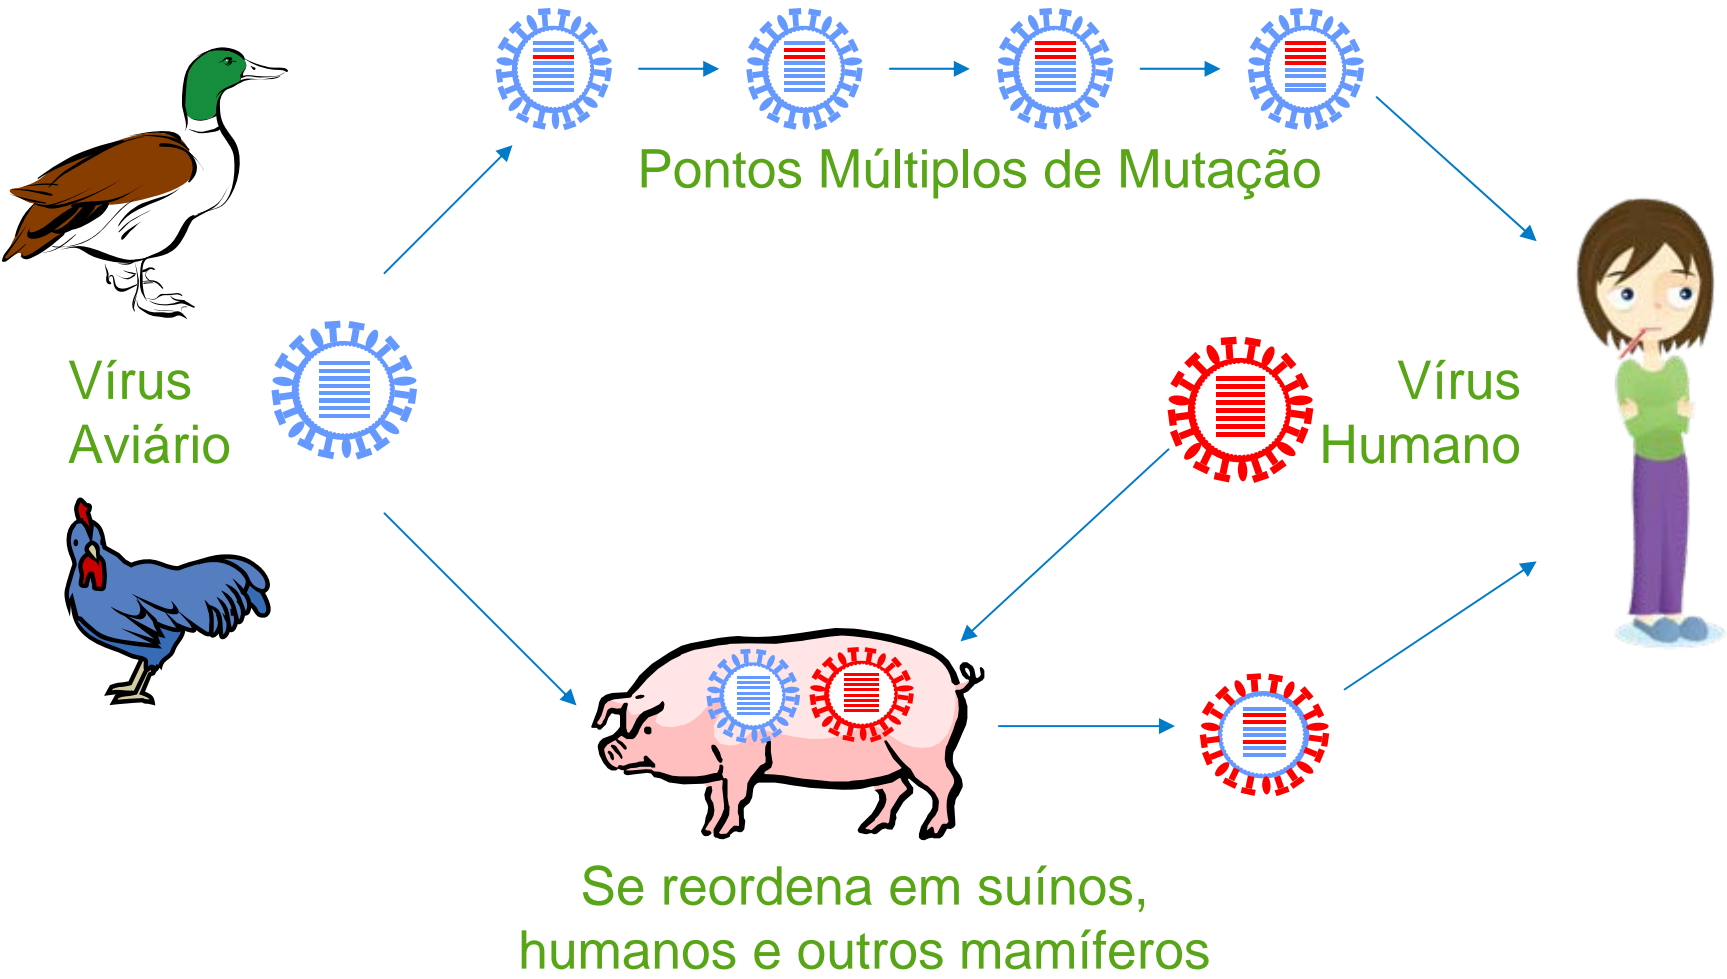 Pontos Múltiplos de Mutação
Vírus
Aviário
Vírus
Humano
Se reordena em suínos,
humanos e outros mamíferos